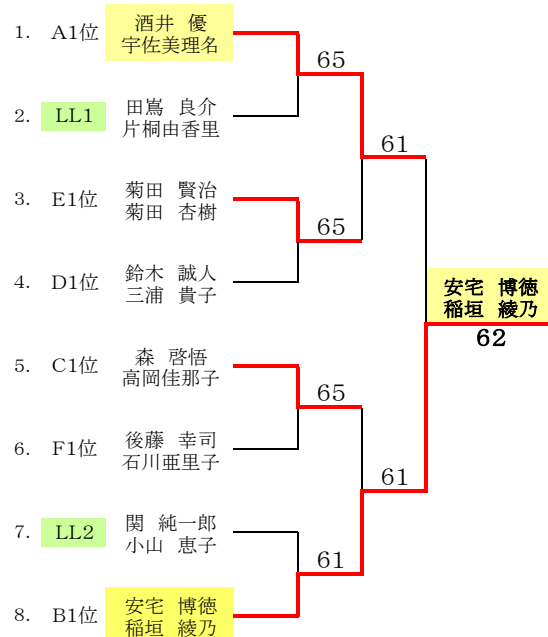 1. A1位 酒井 優
宇佐美理名
65
2. LL1 田嶌 良介
片桐由香里
61
3. E1位 菊田 賢治
菊田 杏樹
65
4. D1位 鈴木 誠人
三浦 貴子
安宅 博徳
稲垣 綾乃
62
5. C1位 森 啓悟
高岡佳那子
65
6. F1位 後藤 幸司
石川亜里子
61
7. LL2 関 純一郎
小山 恵子
61
8. B1位 安宅 博徳
稲垣 綾乃